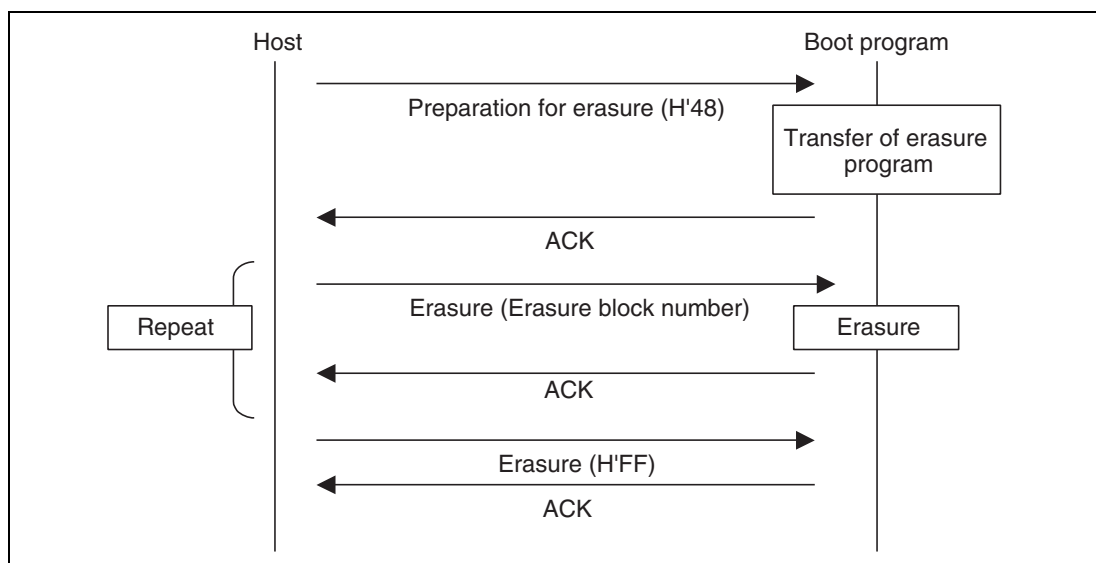 Host
Boot program
Preparation for erasure (H'48)
Transfer of erasure
program
ACK
Erasure (Erasure block number)
Repeat
Erasure
ACK
Erasure (H'FF)
ACK